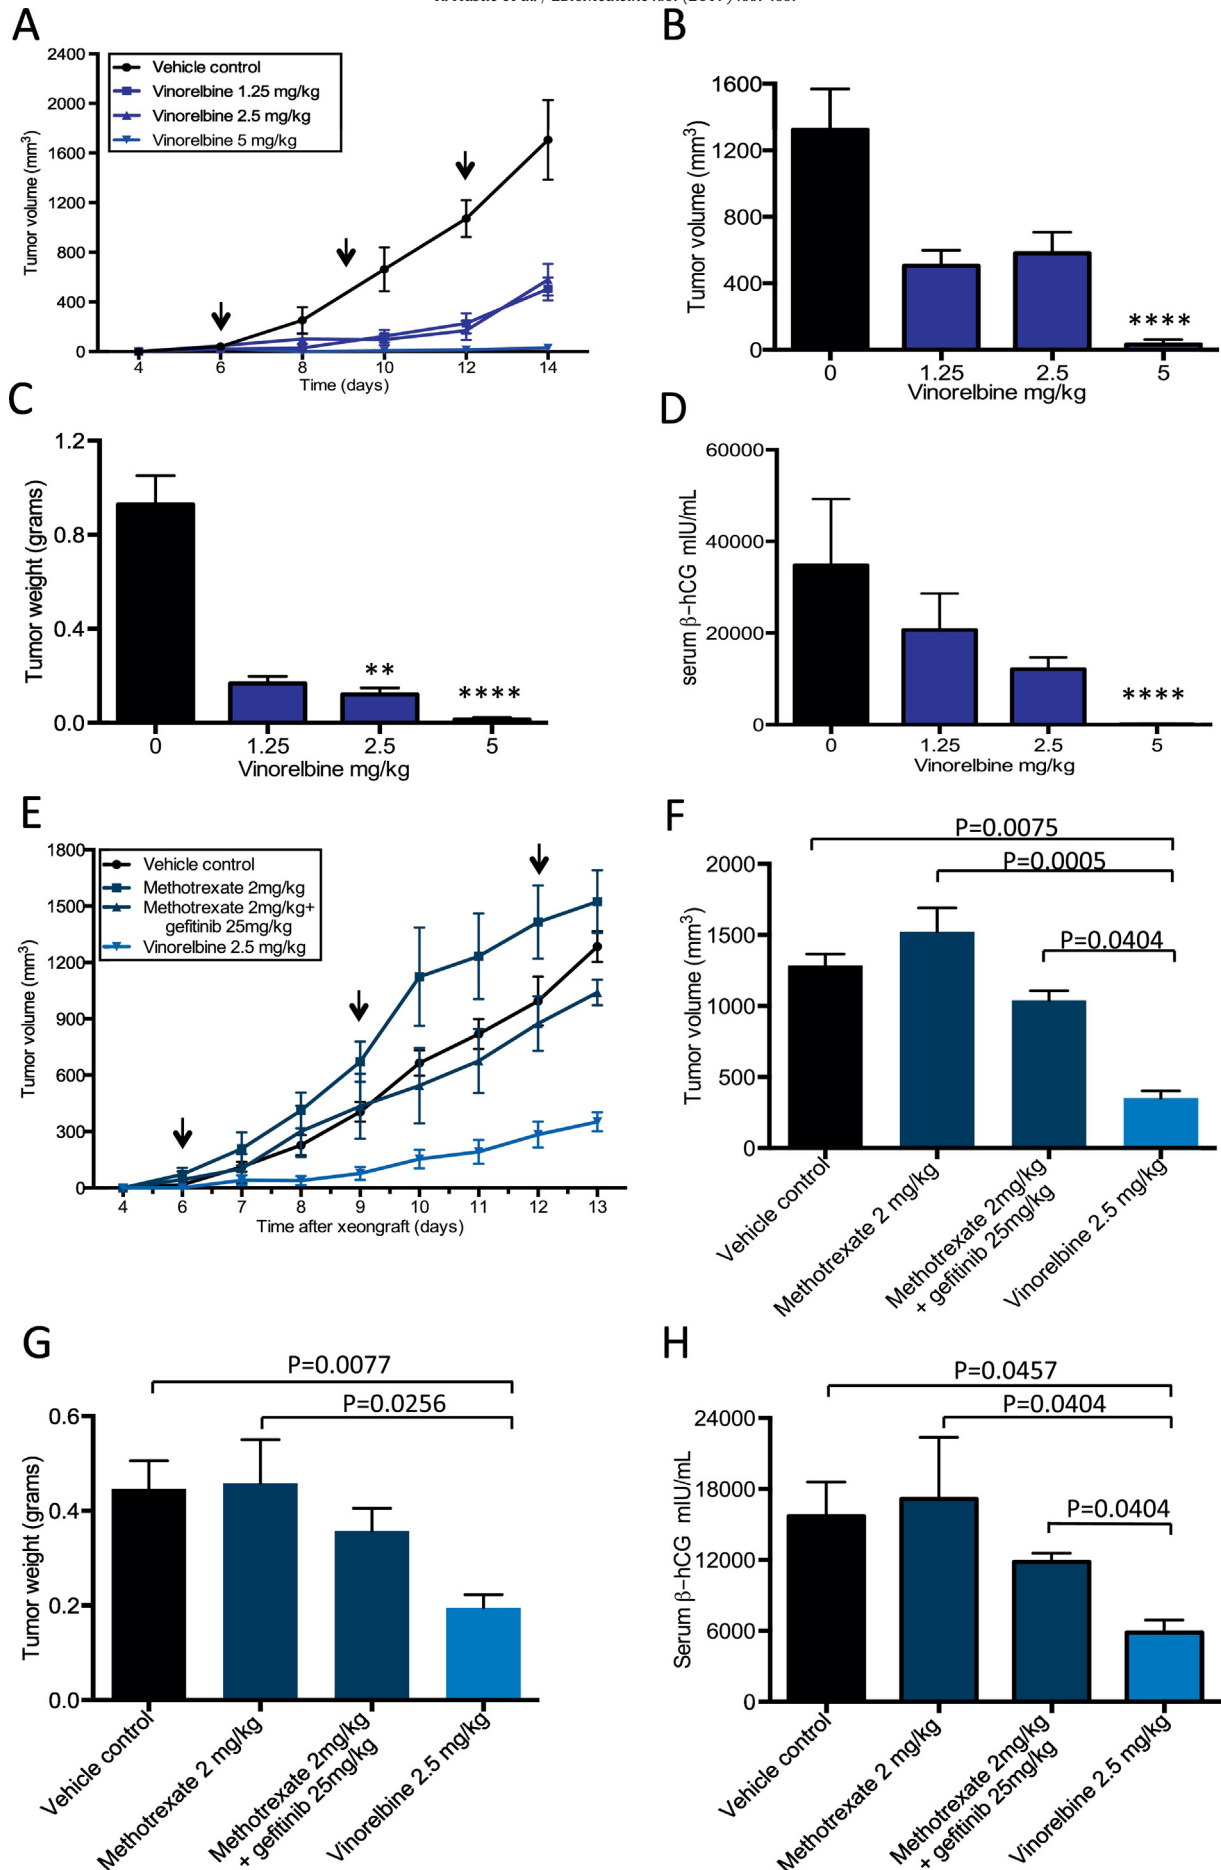 A
2400
2000
1600
1200
800
400
0
Tumor volume (mm³)
Vehicle control
Vinorelbine 1.25 mg/kg
Vinorelbine 2.5 mg/kg
Vinorelbine 5 mg/kg
4 6 8 10 12 14
Time (days)
B
1600
1200
800
400
0
Tumor volume (mm³)
****
0 1.25 2.5 5
Vinorelbine mg/kg
C
1.2
0.8
0.4
0.0
Tumor weight (grams)
**
****
0 1.25 2.5 5
Vinorelbine mg/kg
D
60000
40000
20000
0
serum β-hCG mIU/mL
****
0 1.25 2.5 5
Vinorelbine mg/kg
E
1800
1500
1200
900
600
300
0
Tumor volume (mm³)
Vehicle control
Methotrexate 2mg/kg
Methotrexate 2mg/kg+
gefitinib 25mg/kg
Vinorelbine 2.5 mg/kg
4 6 7 8 9 10 11 12 13
Time after xeongraft (days)
F
P=0.0075
P=0.0005
P=0.0404
2000
1500
1000
500
0
Tumor volume (mm³)
Vehicle control
Methotrexate 2 mg/kg
Methotrexate 2mg/kg
+ gefitinib 25mg/kg
Vinorelbine 2.5 mg/kg
G
P=0.0077
P=0.0256
0.6
0.4
0.2
0.0
Tumor weight (grams)
Vehicle control
Methotrexate 2 mg/kg
Methotrexate 2mg/kg
+ gefitinib 25mg/kg
Vinorelbine 2.5 mg/kg
H
P=0.0457
P=0.0404
P=0.0404
24000
18000
12000
6000
0
Serum β-hCG mIU/mL
Vehicle control
Methotrexate 2 mg/kg
Methotrexate 2mg/kg
+ gefitinib 25mg/kg
Vinorelbine 2.5 mg/kg